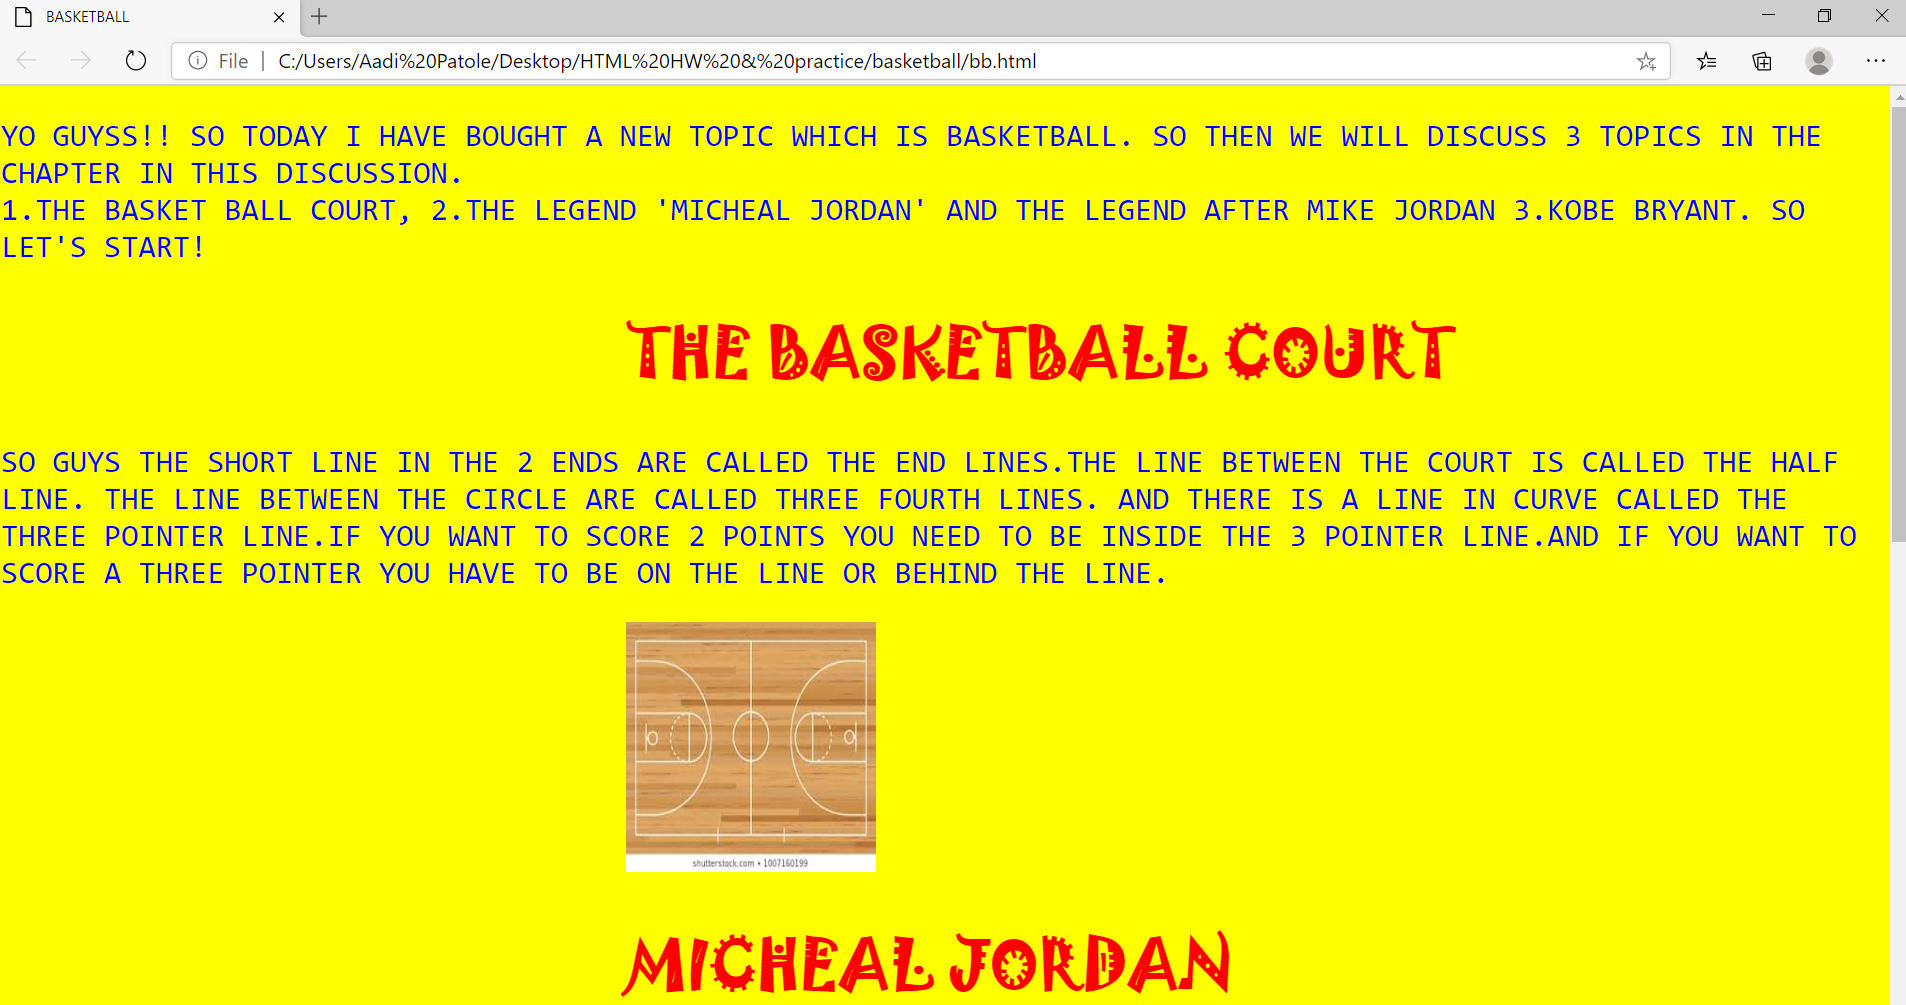 BASKETBALL
File
C:/Users/Aadi%20Patole/Desktop/HTML%20HW%20&%20practice/basketball/bb.html
YO GUYSS!! SO TODAY I HAVE BOUGHT A NEW TOPIC WHICH IS BASKETBALL. SO THEN WE WILL DISCUSS 3 TOPICS IN THE
CHAPTER IN THIS DISCUSSION.
1.THE BASKET BALL COURT, 2.THE LEGEND 'MICHEAL JORDAN' AND THE LEGEND AFTER MIKE JORDAN 3.KOBE BRYANT. SO
LET'S START!
THE BASKETBALL COURT
SO GUYS THE SHORT LINE IN THE 2 ENDS ARE CALLED THE END LINES.THE LINE BETWEEN THE COURT IS CALLED THE HALF
LINE. THE LINE BETWEEN THE CIRCLE ARE CALLED THREE FOURTH LINES. AND THERE IS A LINE IN CURVE CALLED THE
THREE POINTER LINE.IF YOU WANT TO SCORE 2 POINTS YOU NEED TO BE INSIDE THE 3 POINTER LINE.AND IF YOU WANT TO
SCORE A THREE POINTER YOU HAVE TO BE ON THE LINE OR BEHIND THE LINE.
shutterstock.com • 1007160199
MICHEAL JORDAN